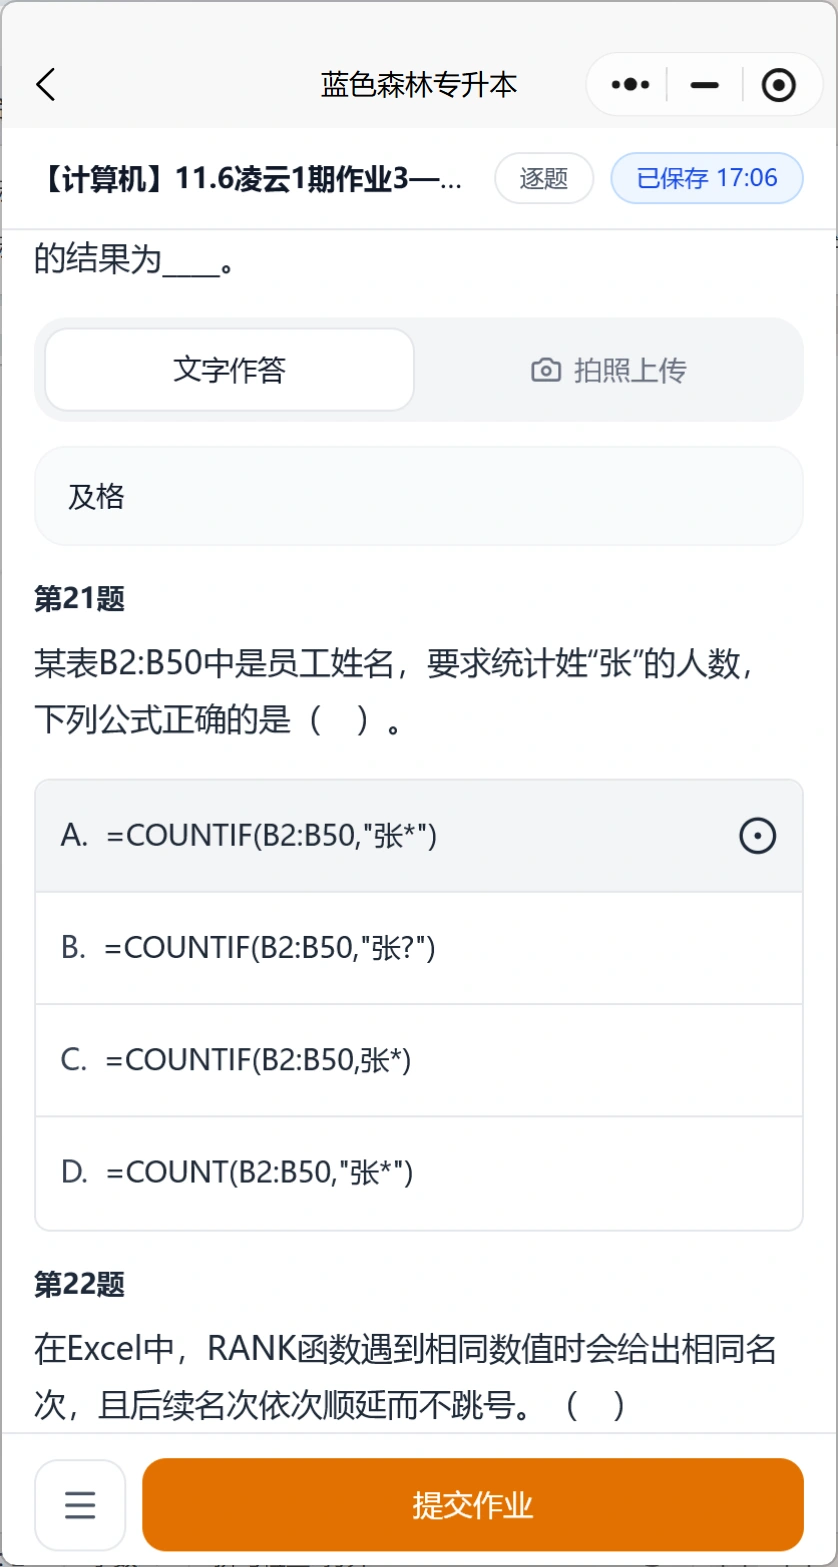 蓝色森林专升本
【计算机】11.6凌云1期作业3—...
逐题
已保存 17:06
的结果为____。
文字作答
拍照上传
及格
第21题
某表B2:B50中是员工姓名，要求统计姓“张”的人数，
下列公式正确的是（　）。
A. =COUNTIF(B2:B50,"张*")
B. =COUNTIF(B2:B50,"张?")
C. =COUNTIF(B2:B50,张*)
D. =COUNT(B2:B50,"张*")
第22题
在Excel中，RANK函数遇到相同数值时会给出相同名
次，且后续名次依次顺延而不跳号。（　）
提交作业